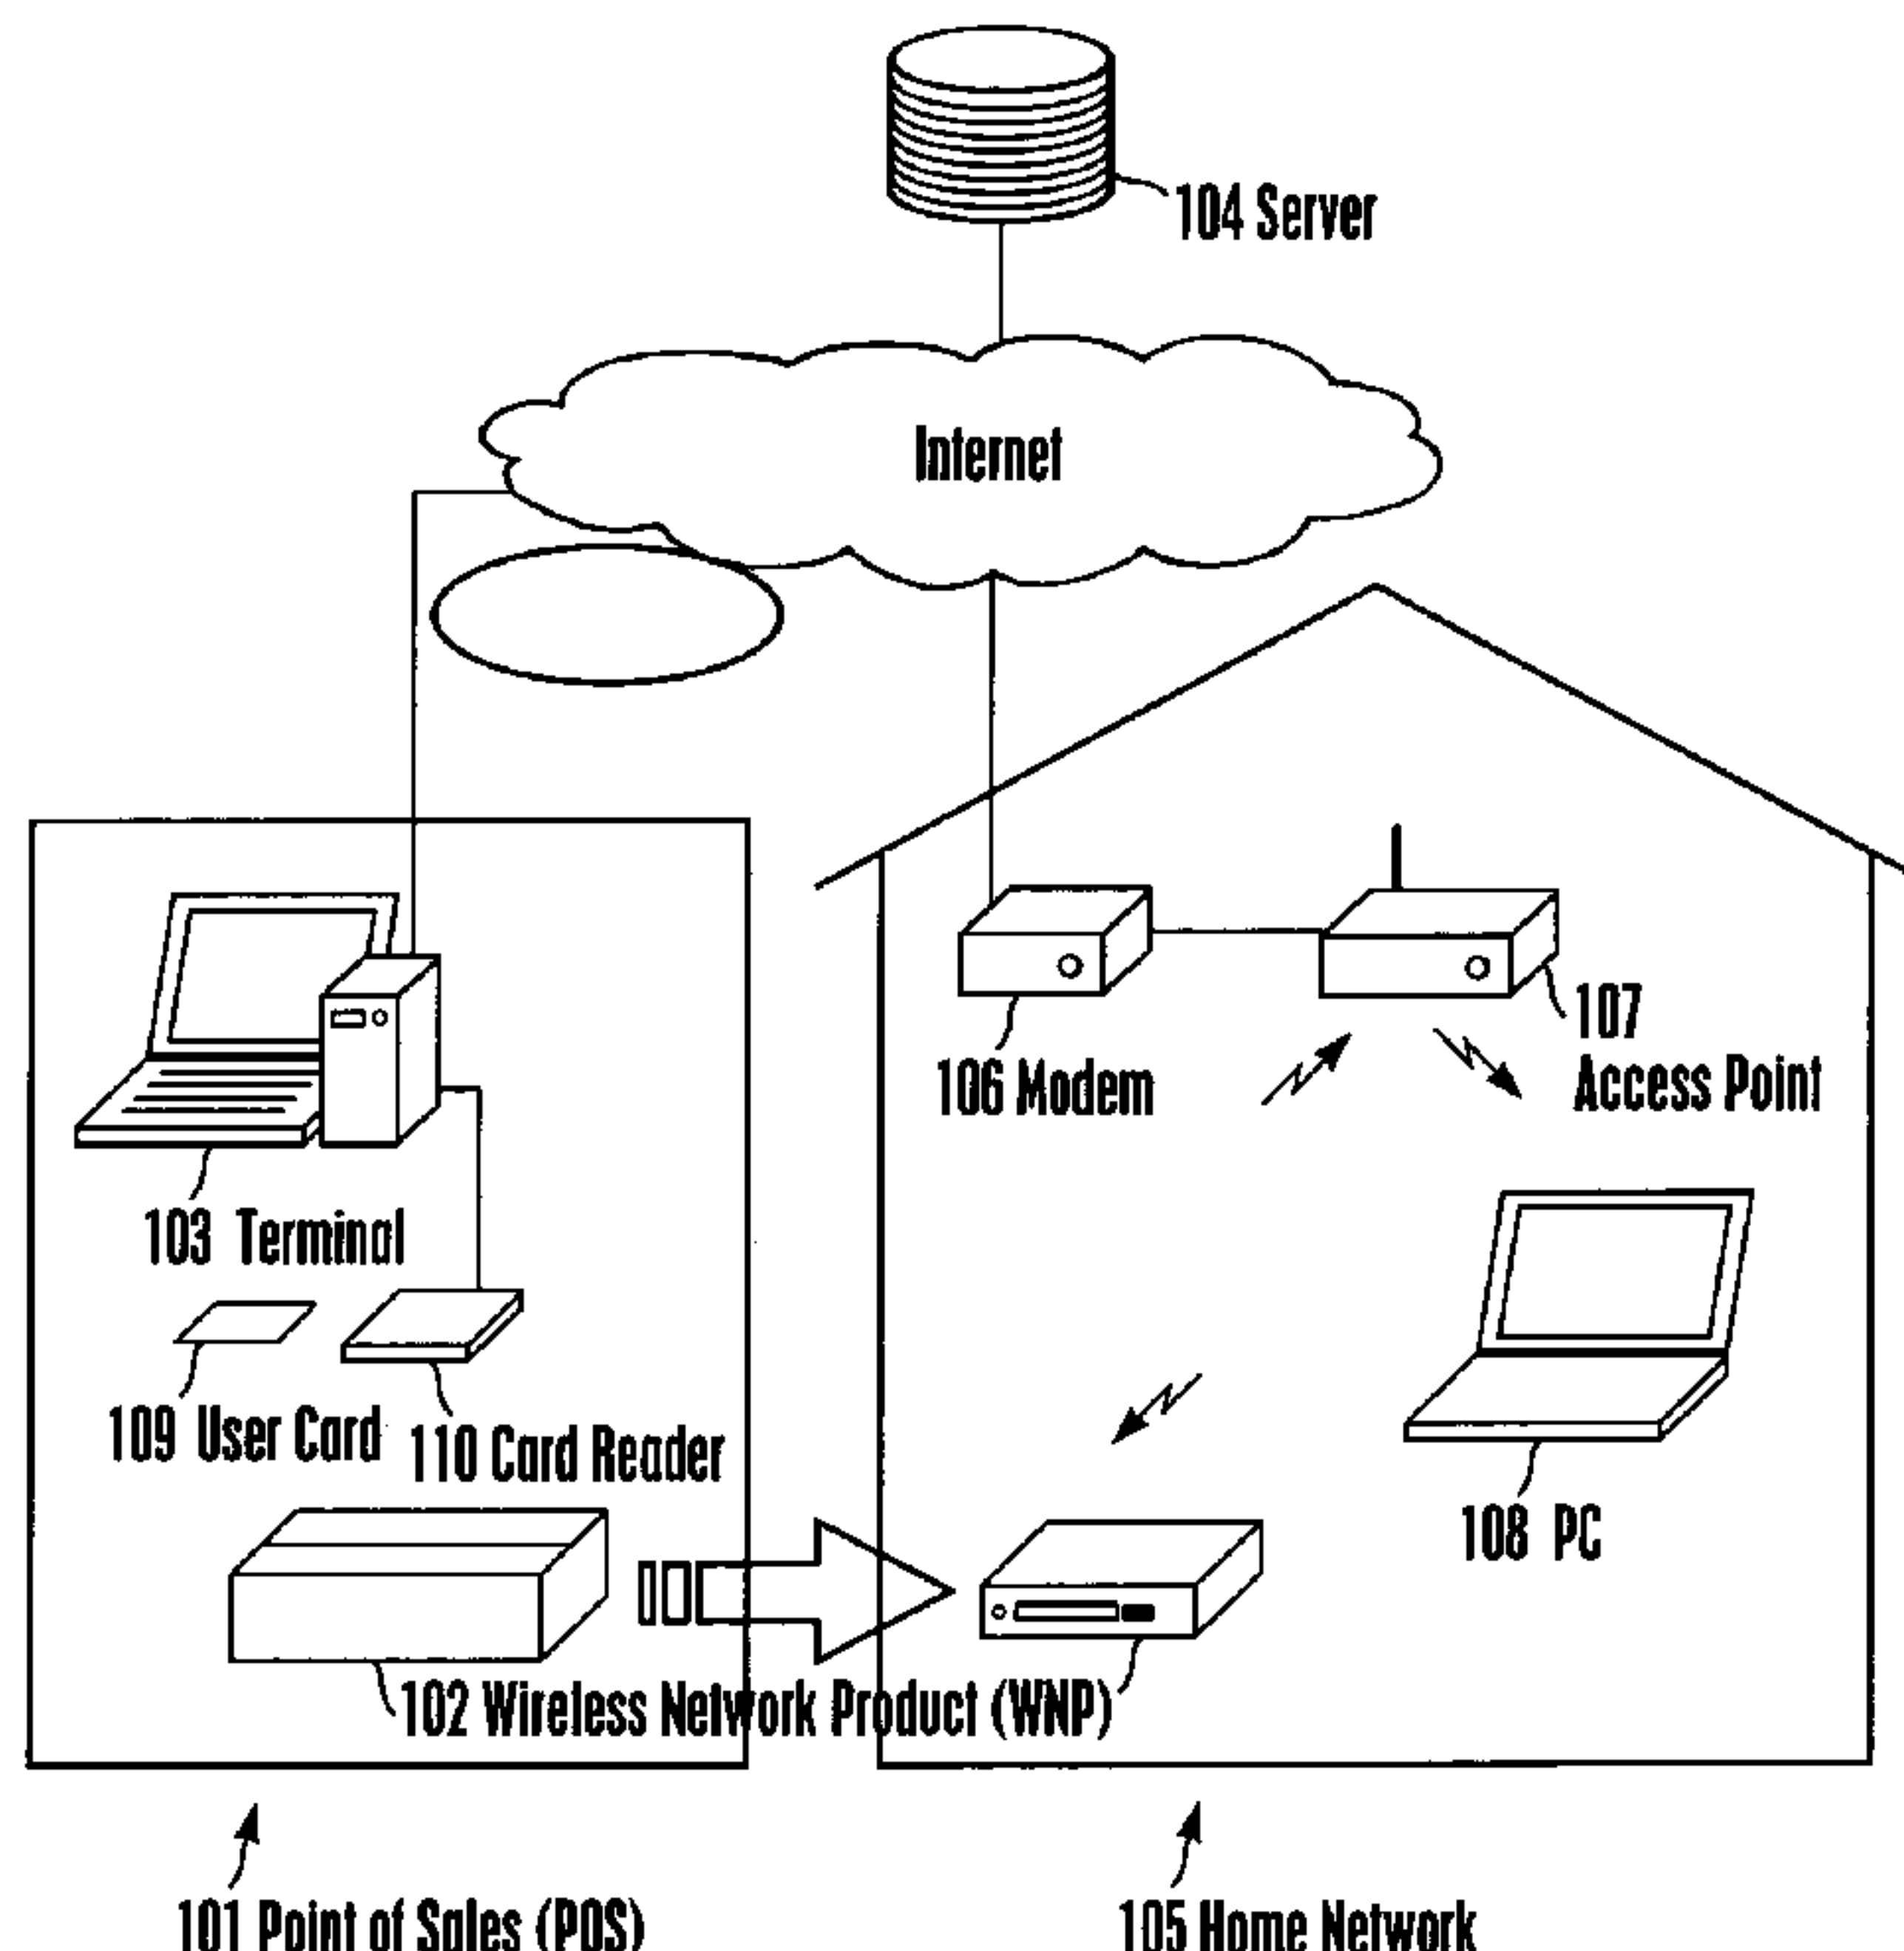 104 Server
Internet
107
Access Point
106 Modem
103 Terminal
109 User Card
110 Card Reader
108 PC
102 Wireless Network Product (WNP)
101 Point of Sales (POS)
105 Home Network